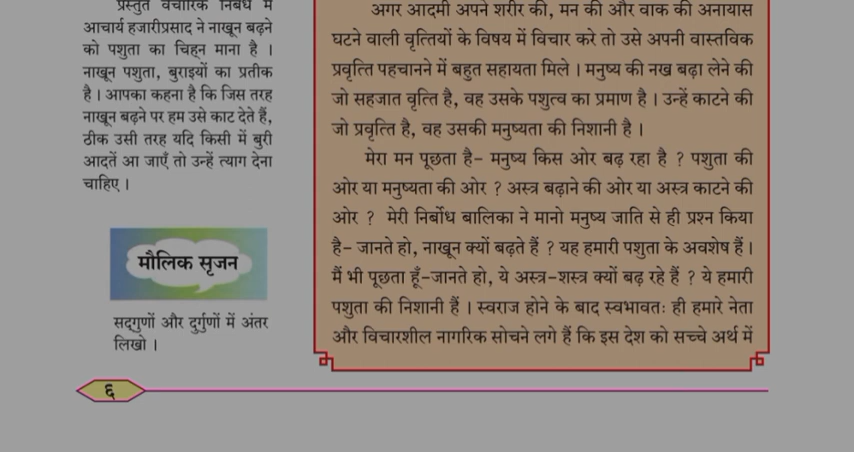 प्रस्तुत वैचारिक निबंध में
आचार्य हजारीप्रसाद ने नाखून बढ़ने
को पशुता का चिह्न माना है ।
नाखून पशुता, बुराइयों का प्रतीक
है । आपका कहना है कि जिस तरह
नाखून बढ़ने पर हम उसे काट देते हैं,
ठीक उसी तरह यदि किसी में बुरी
आदतें आ जाएँ तो उन्हें त्याग देना
चाहिए ।
मौलिक सृजन
सद्‌गुणों और दुर्गुणों में अंतर
लिखो ।
अगर आदमी अपने शरीर की, मन की और वाक की अनायास
घटने वाली वृत्तियों के विषय में विचार करे तो उसे अपनी वास्तविक
प्रवृत्ति पहचानने में बहुत सहायता मिले । मनुष्य की नख बढ़ा लेने की
जो सहजात वृत्ति है, वह उसके पशुत्व का प्रमाण है । उन्हें काटने की
जो प्रवृत्ति है, वह उसकी मनुष्यता की निशानी है ।
मेरा मन पूछता है- मनुष्य किस ओर बढ़ रहा है ? पशुता की
ओर या मनुष्यता की ओर ? अस्त्र बढ़ाने की ओर या अस्त्र काटने की
ओर ? मेरी निर्बोध बालिका ने मानो मनुष्य जाति से ही प्रश्न किया
है- जानते हो, नाखून क्यों बढ़ते हैं ? यह हमारी पशुता के अवशेष हैं ।
मैं भी पूछता हूँ-जानते हो, ये अस्त्र-शस्त्र क्यों बढ़ रहे हैं ? ये हमारी
पशुता की निशानी हैं । स्वराज होने के बाद स्वभावतः ही हमारे नेता
और विचारशील नागरिक सोचने लगे हैं कि इस देश को सच्चे अर्थ में
६